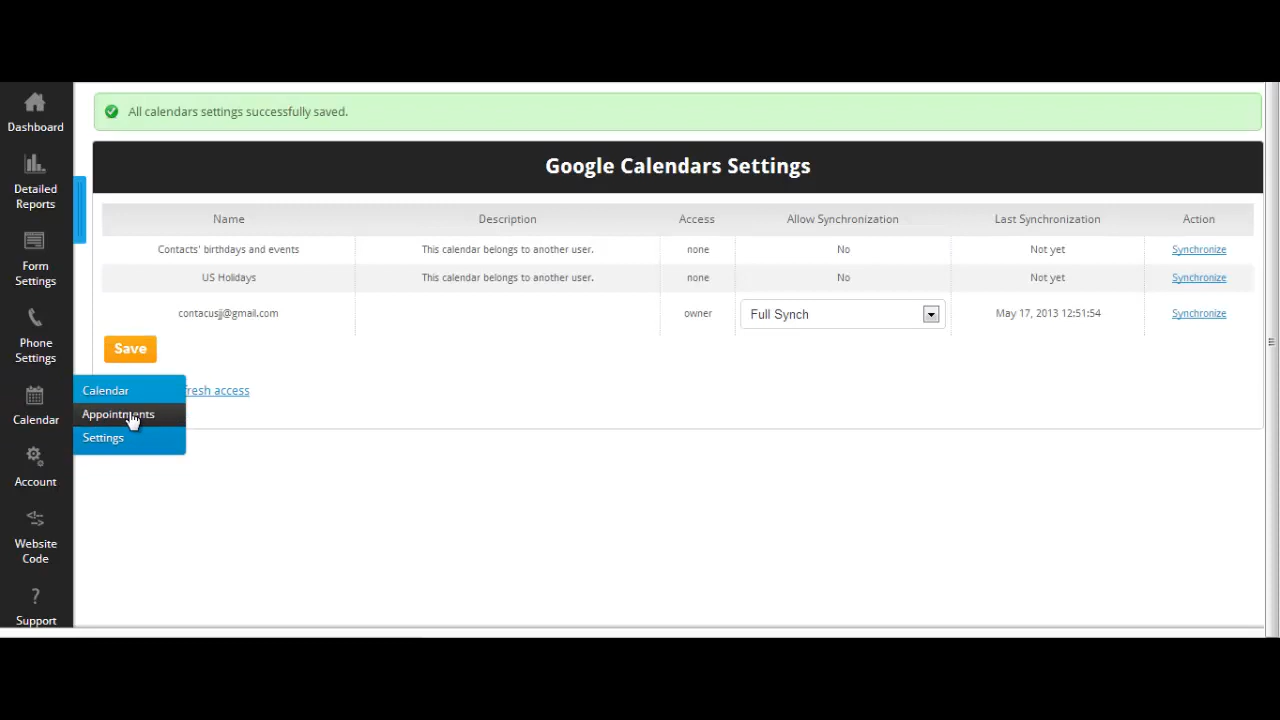 All calendars settings successfully saved.
Google Calendars Settings
Name Description Access Allow Synchronization Last Synchronization Action
Contacts' birthdays and events This calendar belongs to another user. none No Not yet Synchronize
US Holidays This calendar belongs to another user. none No Not yet Synchronize
contacusjj@gmail.com owner Full Synch May 17, 2013 12:51:54 Synchronize
Save
fresh access
Dashboard
Detailed
Reports
Form
Settings
Phone
Settings
Calendar
Calendar
Appointments
Settings
Account
Website
Code
Support